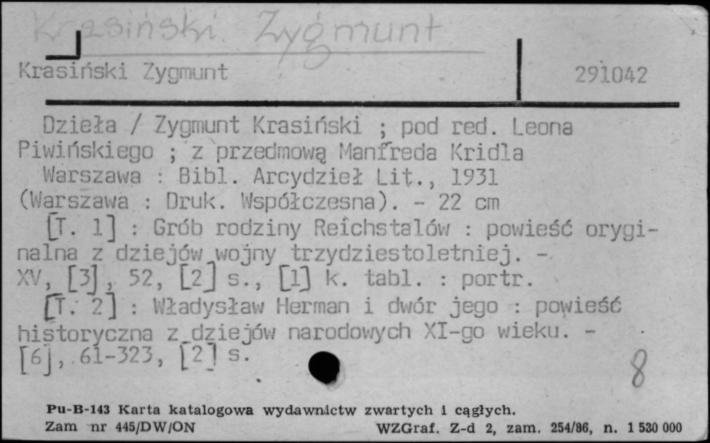 Krasiński Zygmunt
Krasiński Zygmunt 291042
Dzieła / Zygmunt Krasiński ; pod red. Leona
Piwińskiego ; z przedmową Manfreda Kridla
Warszawa : Bibl. Arcydzieł Lit., 1931
(Warszawa : Druk. Współczesna). - 22 cm
[T. 1] : Grób rodziny Reichstalów : powieść orygi-
nalna z dziejów wojny trzydziestoletniej. -
XV, [3], 52, [2] s., [1] k. tabl. : portr.
[T. 2] : Władysław Herman i dwór jego : powieść
historyczna z dziejów narodowych XI-go wieku. -
[6], 61-323, [2] s.
8
Pu-B-143 Karta katalogowa wydawnictw zwartych i ciągłych.
Zam nr 445/DW/ON WZGraf. Z-d 2, zam. 254/86, n. 1 530 000